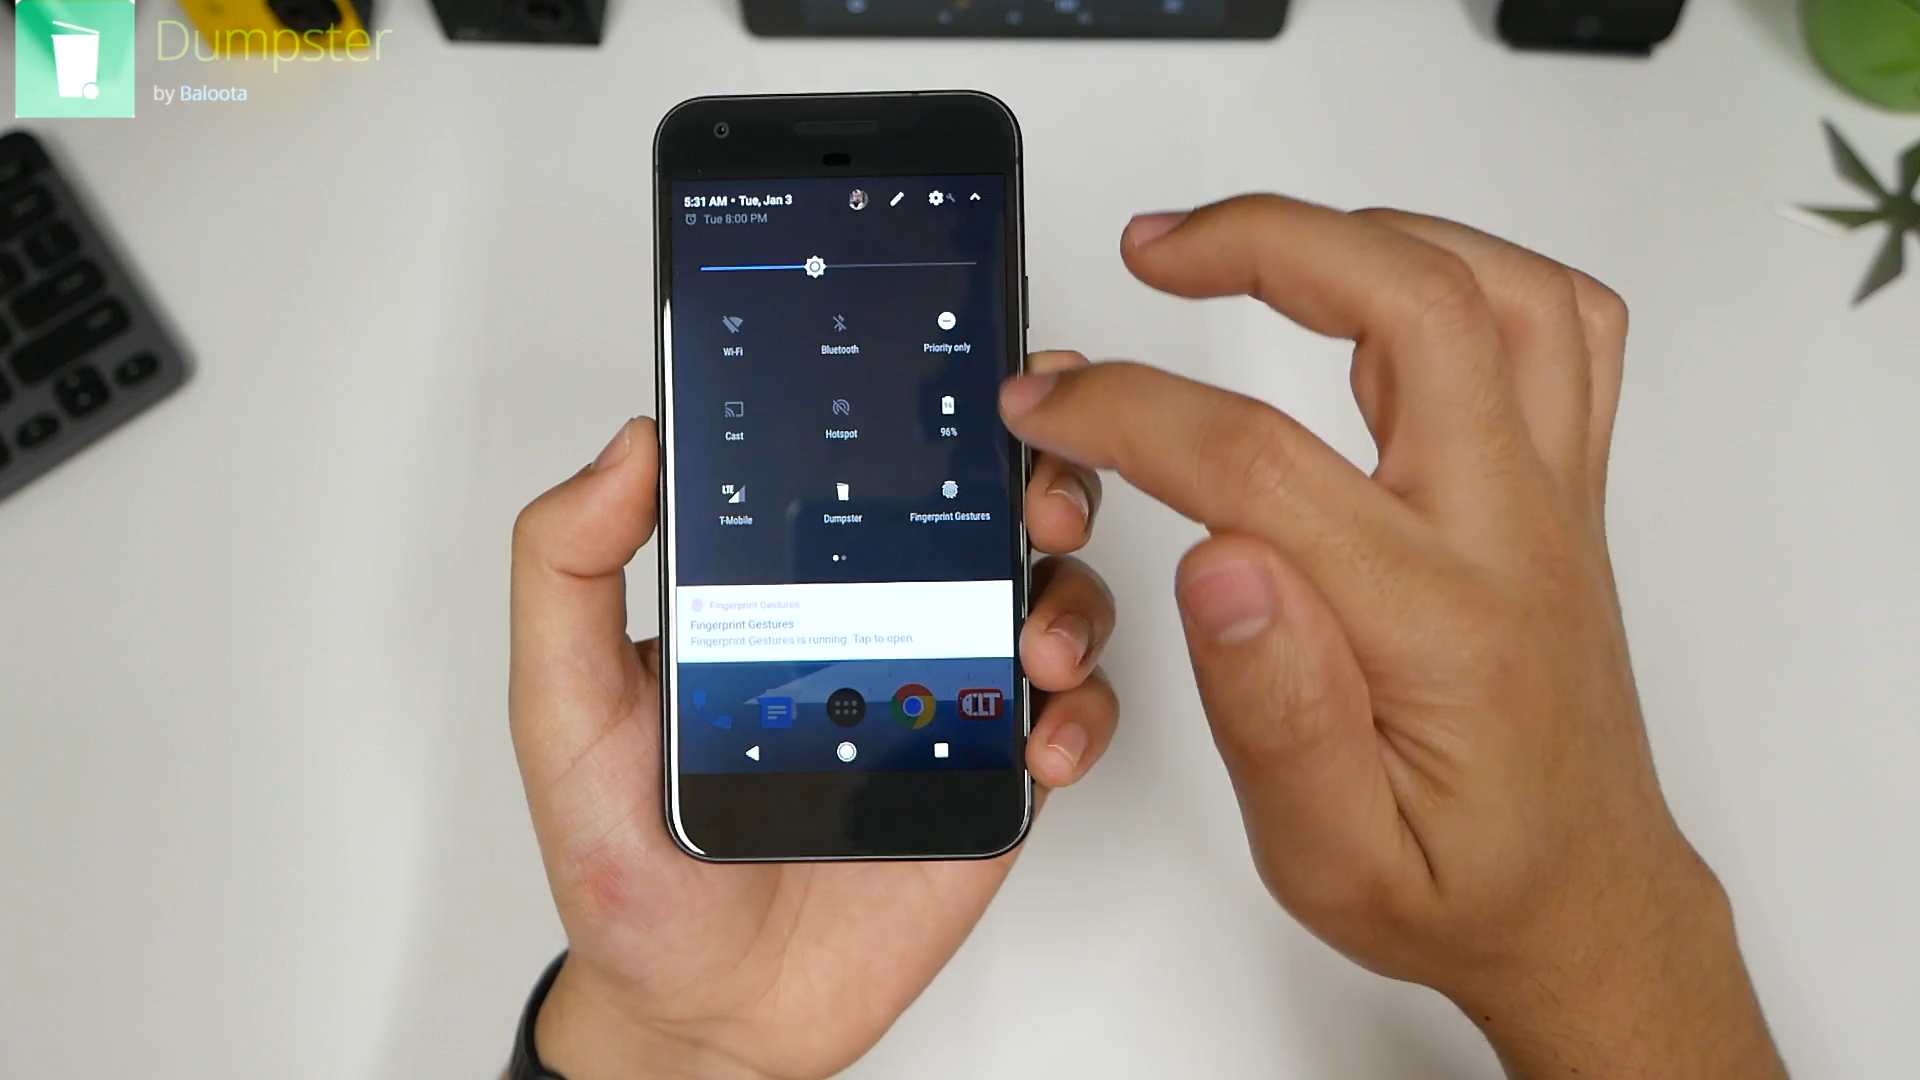 Dumpster
by Baloota
5:31 AM • Tue, Jan 3
Tue 8:00 PM
Wi-Fi
Bluetooth
Priority only
Cast
Hotspot
96%
LTE
T-Mobile
Dumpster
Fingerprint Gestures
Fingerprint Gestures
Fingerprint Gestures
Fingerprint Gestures is running. Tap to open.